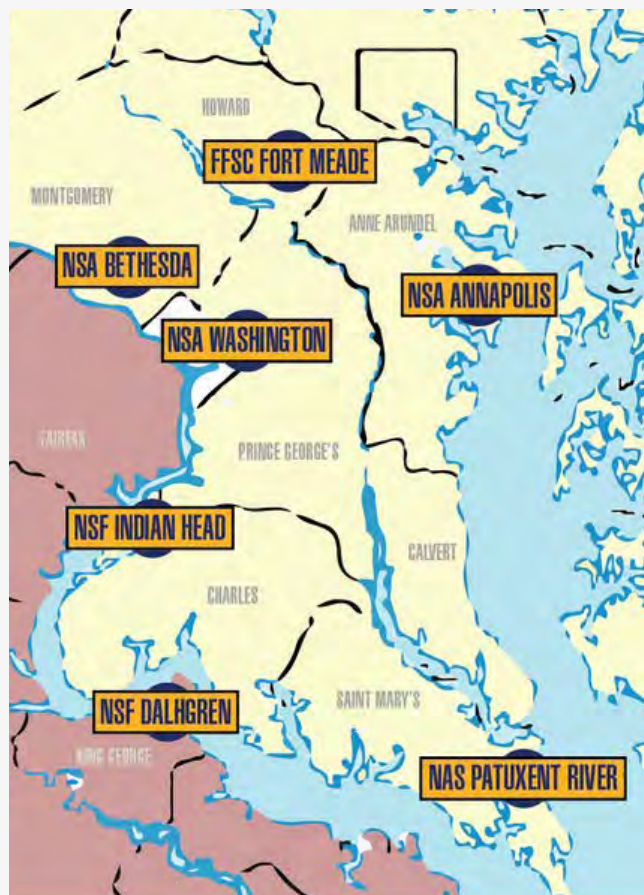 HOWARD
FFSC FORT MEADE
MONTGOMERY
ANNE ARUNDEL
NSA BETHESDA
NSA ANNAPOLIS
NSA WASHINGTON
FAIRFAX
PRINCE GEORGE'S
NSF INDIAN HEAD
CALVERT
CHARLES
SAINT MARY'S
NSF DALHGREN
KING GEORGE
NAS PATUXENT RIVER